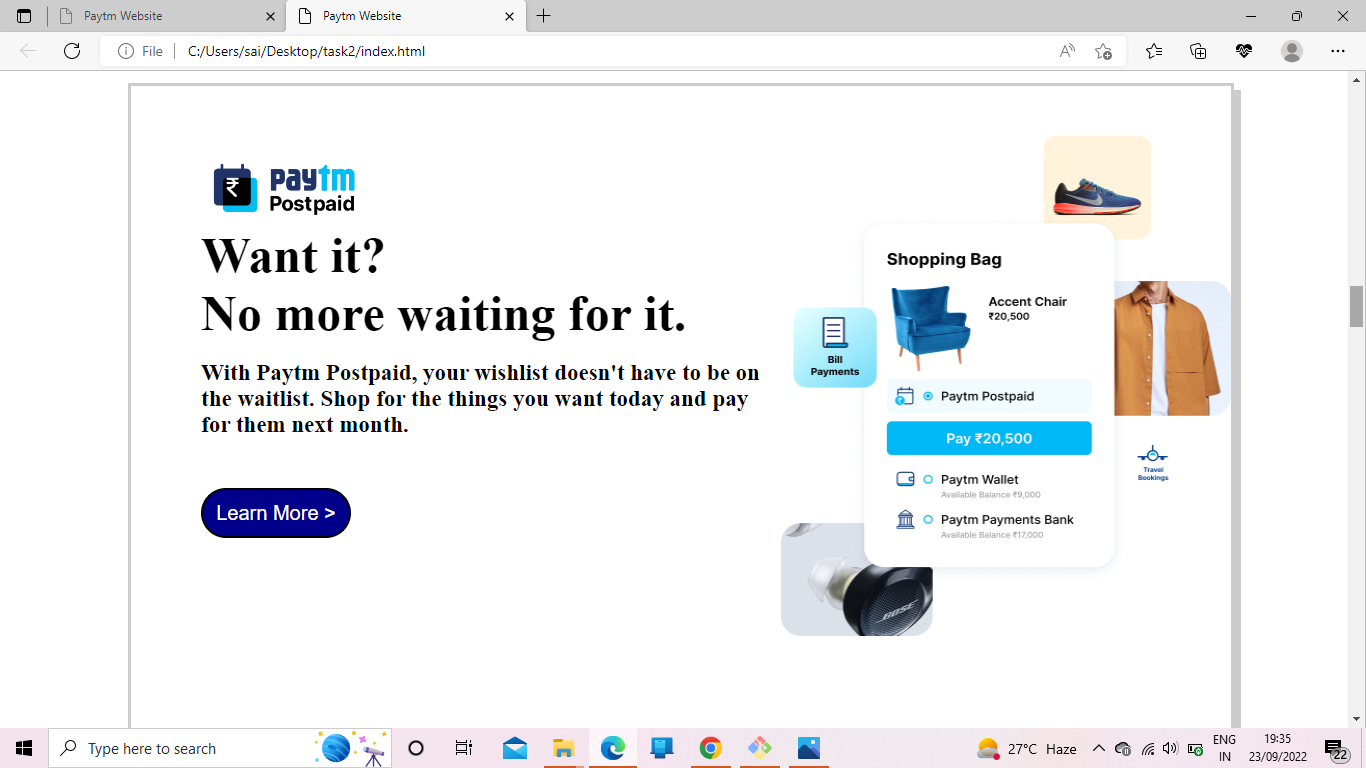 Paytm Website
Paytm Website
File
C:/Users/sai/Desktop/task2/index.html
₹
paytm
Postpaid
Want it?
No more waiting for it.
With Paytm Postpaid, your wishlist doesn't have to be on
the waitlist. Shop for the things you want today and pay
for them next month.
Learn More >
Shopping Bag
Accent Chair
₹20,500
Bill
Payments
Paytm Postpaid
Pay ₹20,500
Paytm Wallet
Available Balance ₹9,000
Paytm Payments Bank
Available Balance ₹17,000
Travel
Bookings
BOSE
Type here to search
27°C Haze
ENG
IN
19:35
23/09/2022
22